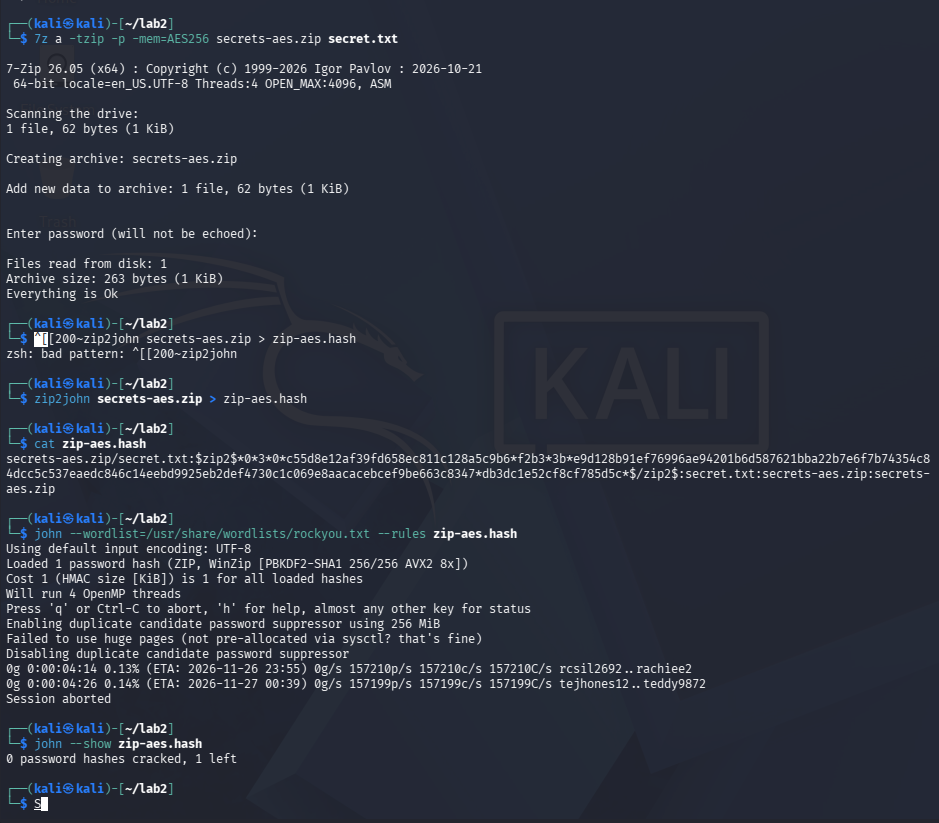 ┌──(kali㉿kali)-[~/lab2]
└─$ 7z a -tzip -p -mem=AES256 secrets-aes.zip secret.txt
7-Zip 26.05 (x64) : Copyright (c) 1999-2026 Igor Pavlov : 2026-10-21
64-bit locale=en_US.UTF-8 Threads:4 OPEN_MAX:4096, ASM
Scanning the drive:
1 file, 62 bytes (1 KiB)
Creating archive: secrets-aes.zip
Add new data to archive: 1 file, 62 bytes (1 KiB)
Trash
Enter password (will not be echoed):
Files read from disk: 1
Archive size: 263 bytes (1 KiB)
Everything is Ok
┌──(kali㉿kali)-[~/lab2]
└─$ ^[[200~zip2john secrets-aes.zip > zip-aes.hash
zsh: bad pattern: ^[[200~zip2john
┌──(kali㉿kali)-[~/lab2]
└─$ zip2john secrets-aes.zip > zip-aes.hash
KALI
┌──(kali㉿kali)-[~/lab2]
└─$ cat zip-aes.hash
secrets-aes.zip/secret.txt:$zip2$*0*3*0*c55d8e12af39fd658ec811c128a5c9b6*f2b3*3b*e9d128b91ef76996ae94201b6d587621bba22b7e6f7b74354c8
4dcc5c537eaedc846c14eebd9925eb2def4730c1c069e8aacacebcef9be663c8347*db3dc1e52cf8cf785d5c*$/zip2$:secret.txt:secrets-aes.zip:secrets-
aes.zip
┌──(kali㉿kali)-[~/lab2]
└─$ john --wordlist=/usr/share/wordlists/rockyou.txt --rules zip-aes.hash
Using default input encoding: UTF-8
Loaded 1 password hash (ZIP, WinZip [PBKDF2-SHA1 256/256 AVX2 8x])
Cost 1 (HMAC size [KiB]) is 1 for all loaded hashes
Will run 4 OpenMP threads
Press 'q' or Ctrl-C to abort, 'h' for help, almost any other key for status
Enabling duplicate candidate password suppressor using 256 MiB
Failed to use huge pages (not pre-allocated via sysctl? that's fine)
Disabling duplicate candidate password suppressor
0g 0:00:04:14 0.13% (ETA: 2026-11-26 23:55) 0g/s 157210p/s 157210c/s 157210C/s rcsil2692..rachiee2
0g 0:00:04:26 0.14% (ETA: 2026-11-27 00:39) 0g/s 157199p/s 157199c/s 157199C/s tejhones12..teddy9872
Session aborted
┌──(kali㉿kali)-[~/lab2]
└─$ john --show zip-aes.hash
0 password hashes cracked, 1 left
┌──(kali㉿kali)-[~/lab2]
└─$ S